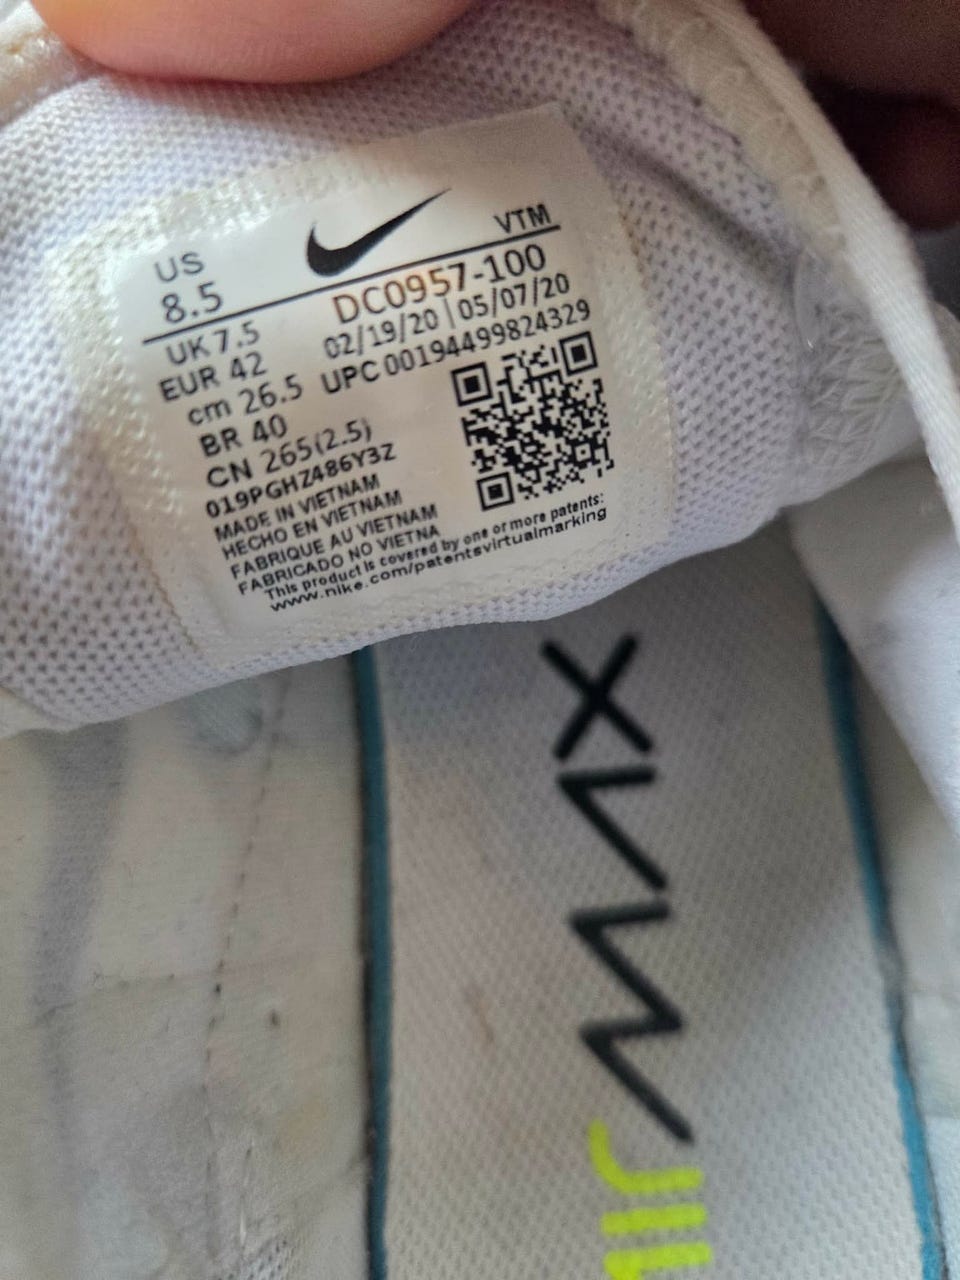 VTM
US
8.5
DC0957-100
UK 7.5
02/19/20 | 05/07/20
EUR 42
UPC 00194499824329
cm 26.5
BR 40
CN 265(2.5)
019PGHZ486Y3Z
MADE IN VIETNAM
HECHO EN VIETNAM
FABRIQUE AU VIETNAM
FABRICADO NO VIETNA
This product is covered by one or more patents:
www.nike.com/patentsvirtualmarking
AIR MAX